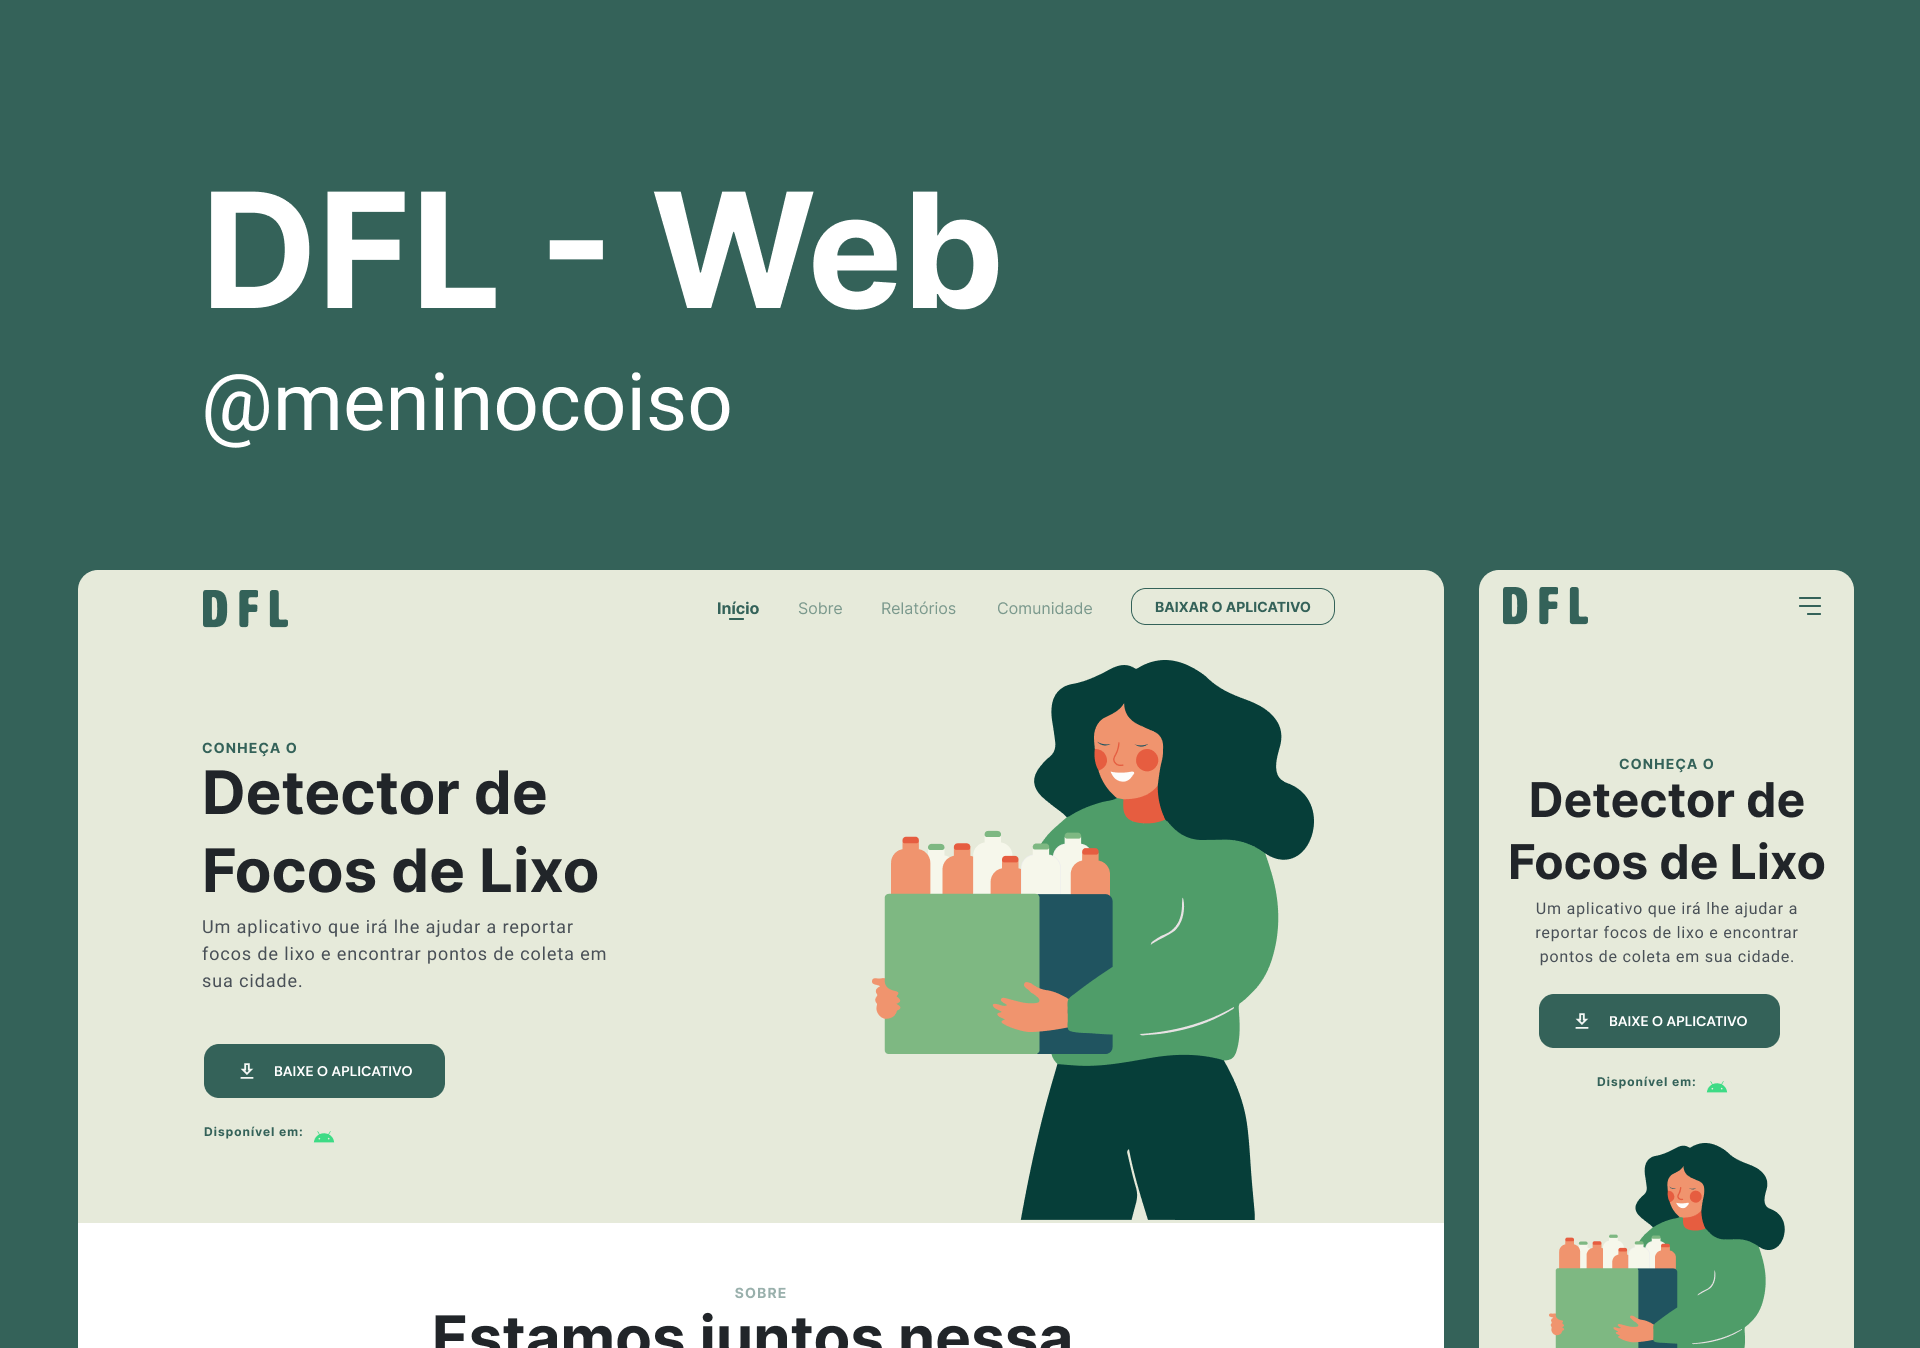 DFL - Web
@meninocoiso
DFL
Início
Sobre
Relatórios
Comunidade
BAIXAR O APLICATIVO
CONHEÇA O
Detector de
Focos de Lixo
Um aplicativo que irá lhe ajudar a reportar
focos de lixo e encontrar pontos de coleta em
sua cidade.
BAIXE O APLICATIVO
Disponível em:
SOBRE
Estamos juntos nessa
DFL
CONHEÇA O
Detector de
Focos de Lixo
Um aplicativo que irá lhe ajudar a
reportar focos de lixo e encontrar
pontos de coleta em sua cidade.
BAIXE O APLICATIVO
Disponível em: